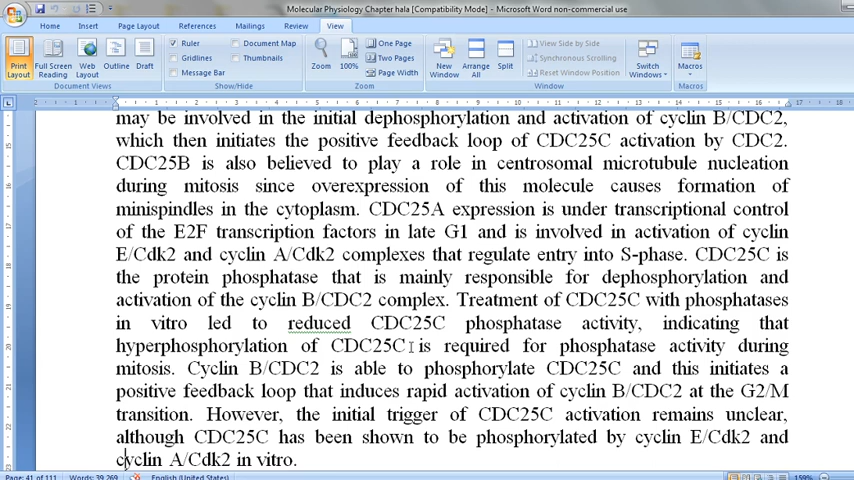 Molecular Physiology Chapter hala [Compatibility Mode] - Microsoft Word non-commercial use
Home Insert Page Layout References Mailings Review View
Print Layout Full Screen Reading Web Layout Outline Draft
Ruler Document Map
Gridlines Thumbnails
Message Bar
Zoom 100% One Page
Two Pages
Page Width
New Window Arrange All Split
View Side by Side
Synchronous Scrolling
Reset Window Position
Switch Windows Macros
Document Views Show/Hide Zoom Window Macros
may be involved in the initial dephosphorylation and activation of cyclin B/CDC2,
which then initiates the positive feedback loop of CDC25C activation by CDC2.
CDC25B is also believed to play a role in centrosomal microtubule nucleation
during mitosis since overexpression of this molecule causes formation of
minispindles in the cytoplasm. CDC25A expression is under transcriptional control
of the E2F transcription factors in late G1 and is involved in activation of cyclin
E/Cdk2 and cyclin A/Cdk2 complexes that regulate entry into S-phase. CDC25C is
the protein phosphatase that is mainly responsible for dephosphorylation and
activation of the cyclin B/CDC2 complex. Treatment of CDC25C with phosphatases
in vitro led to reduced CDC25C phosphatase activity, indicating that
hyperphosphorylation of CDC25C is required for phosphatase activity during
mitosis. Cyclin B/CDC2 is able to phosphorylate CDC25C and this initiates a
positive feedback loop that induces rapid activation of cyclin B/CDC2 at the G2/M
transition. However, the initial trigger of CDC25C activation remains unclear,
although CDC25C has been shown to be phosphorylated by cyclin E/Cdk2 and
cyclin A/Cdk2 in vitro.
Page: 41 of 111 Words: 39,269 English (United States) 159%